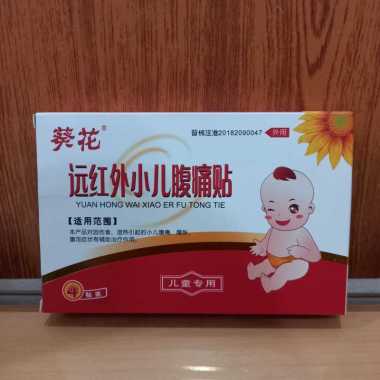 葵花®
晋械注准20182090047
外用
远红外小儿腹痛贴
YUAN HONG WAI XIAO ER FU TONG TIE
【适用范围】
本产品对因伤食、湿热引起的小儿腹痛、腹胀、
腹泻症状有辅助治疗作用。
4
贴装
儿童专用